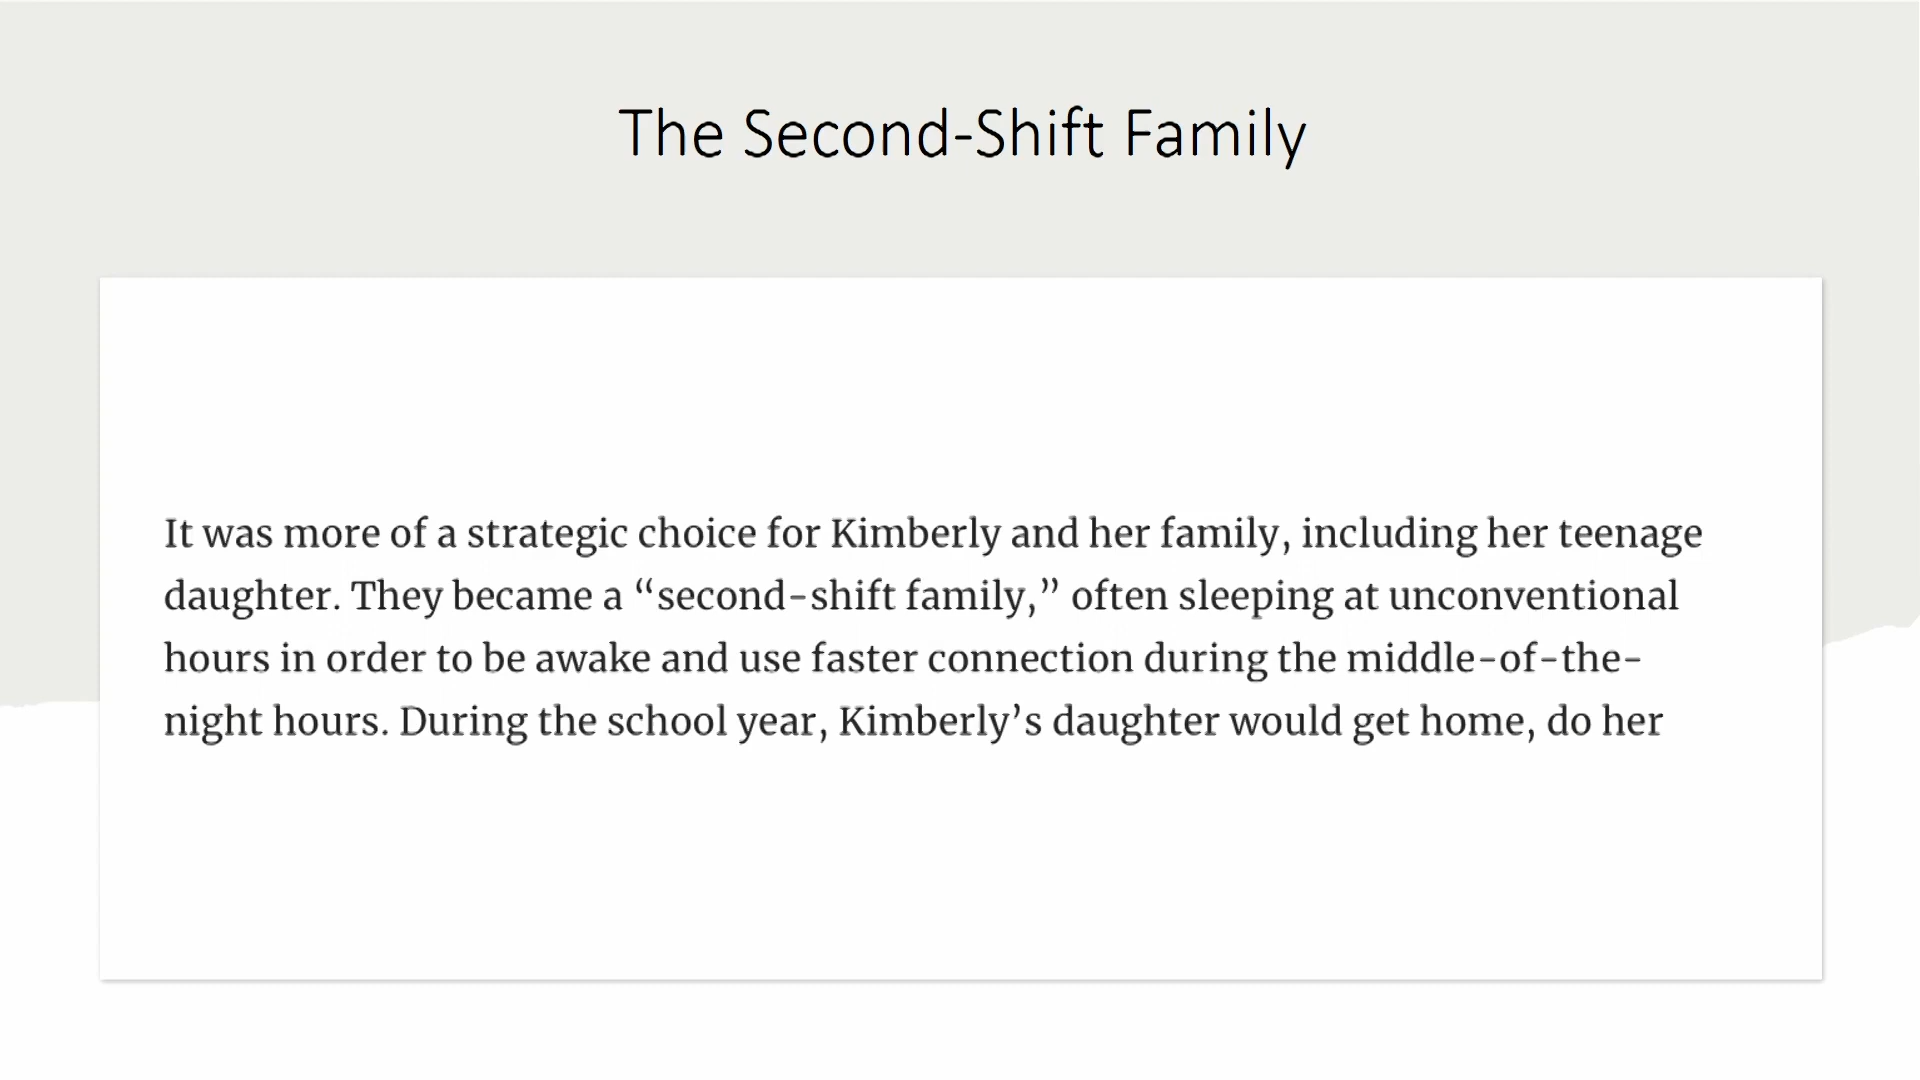 The Second-Shift Family
It was more of a strategic choice for Kimberly and her family, including her teenage
daughter. They became a “second-shift family,” often sleeping at unconventional
hours in order to be awake and use faster connection during the middle-of-the-
night hours. During the school year, Kimberly’s daughter would get home, do her